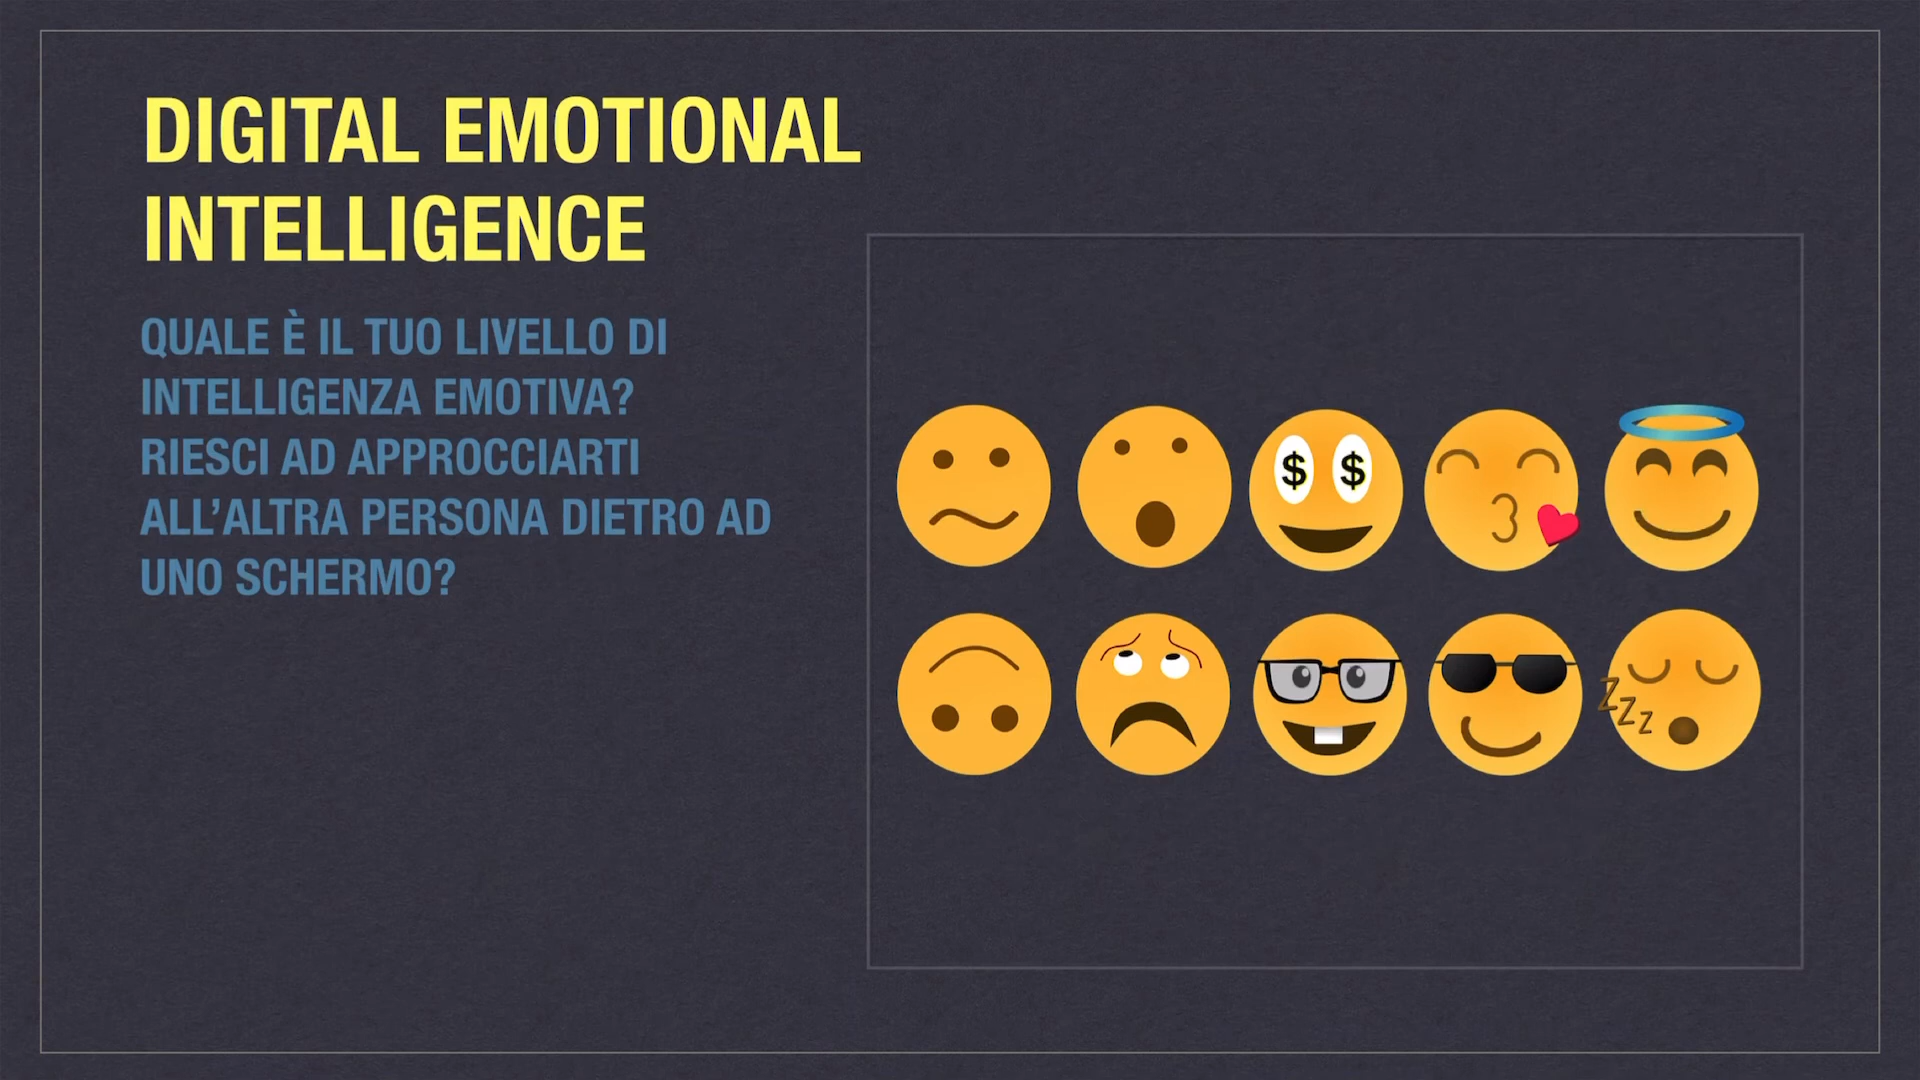 DIGITAL EMOTIONAL
INTELLIGENCE
QUALE È IL TUO LIVELLO DI
INTELLIGENZA EMOTIVA?
RIESCI AD APPROCCIARTI
ALL’ALTRA PERSONA DIETRO AD
UNO SCHERMO?
$ $
3
Z
Z
Z